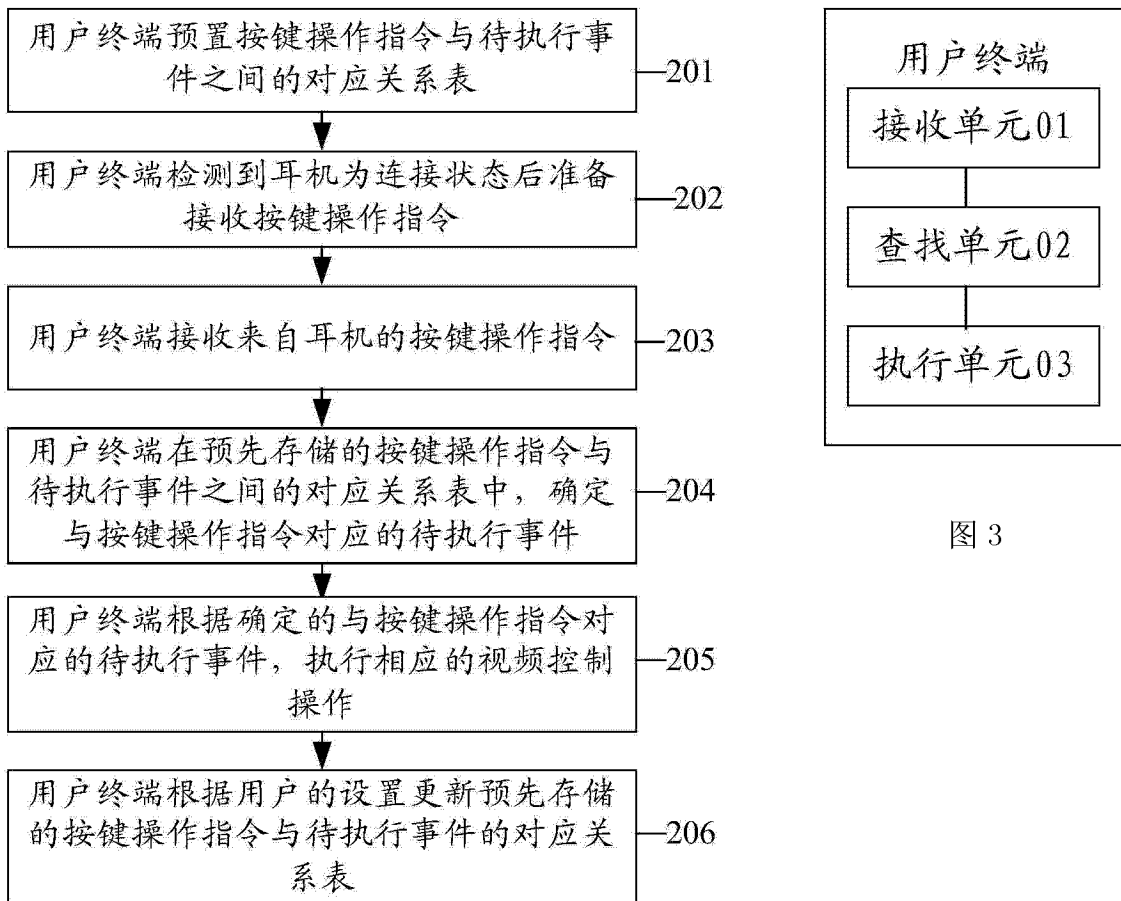 用户终端预置按键操作指令与待执行事
件之间的对应关系表
201
用户终端检测到耳机为连接状态后准备
接收按键操作指令
202
用户终端接收来自耳机的按键操作指令
203
用户终端在预先存储的按键操作指令与
待执行事件之间的对应关系表中，确定
与按键操作指令对应的待执行事件
204
用户终端根据确定的与按键操作指令对
应的待执行事件，执行相应的视频控制
操作
205
用户终端根据用户的设置更新预先存储
的按键操作指令与待执行事件的对应关
系表
206
用户终端
接收单元01
查找单元02
执行单元03
图 3